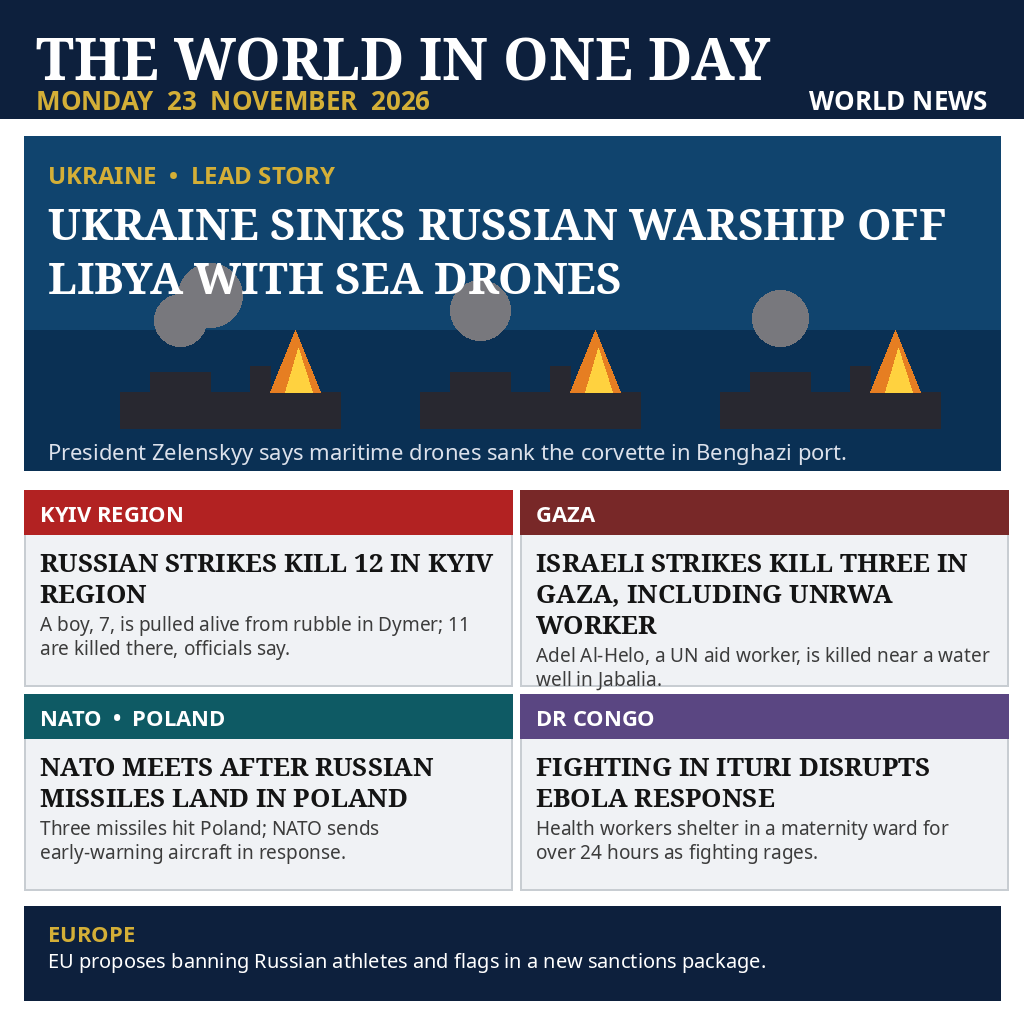 THE WORLD IN ONE DAY
MONDAY 23 NOVEMBER 2026
WORLD NEWS
UKRAINE • LEAD STORY
UKRAINE SINKS RUSSIAN WARSHIP OFF
LIBYA WITH SEA DRONES
President Zelenskyy says maritime drones sank the corvette in Benghazi port.
KYIV REGION
RUSSIAN STRIKES KILL 12 IN KYIV
REGION
A boy, 7, is pulled alive from rubble in Dymer; 11
are killed there, officials say.
GAZA
ISRAELI STRIKES KILL THREE IN
GAZA, INCLUDING UNRWA
WORKER
Adel Al-Helo, a UN aid worker, is killed near a water
well in Jabalia.
NATO • POLAND
NATO MEETS AFTER RUSSIAN
MISSILES LAND IN POLAND
Three missiles hit Poland; NATO sends
early-warning aircraft in response.
DR CONGO
FIGHTING IN ITURI DISRUPTS
EBOLA RESPONSE
Health workers shelter in a maternity ward for
over 24 hours as fighting rages.
EUROPE
EU proposes banning Russian athletes and flags in a new sanctions package.